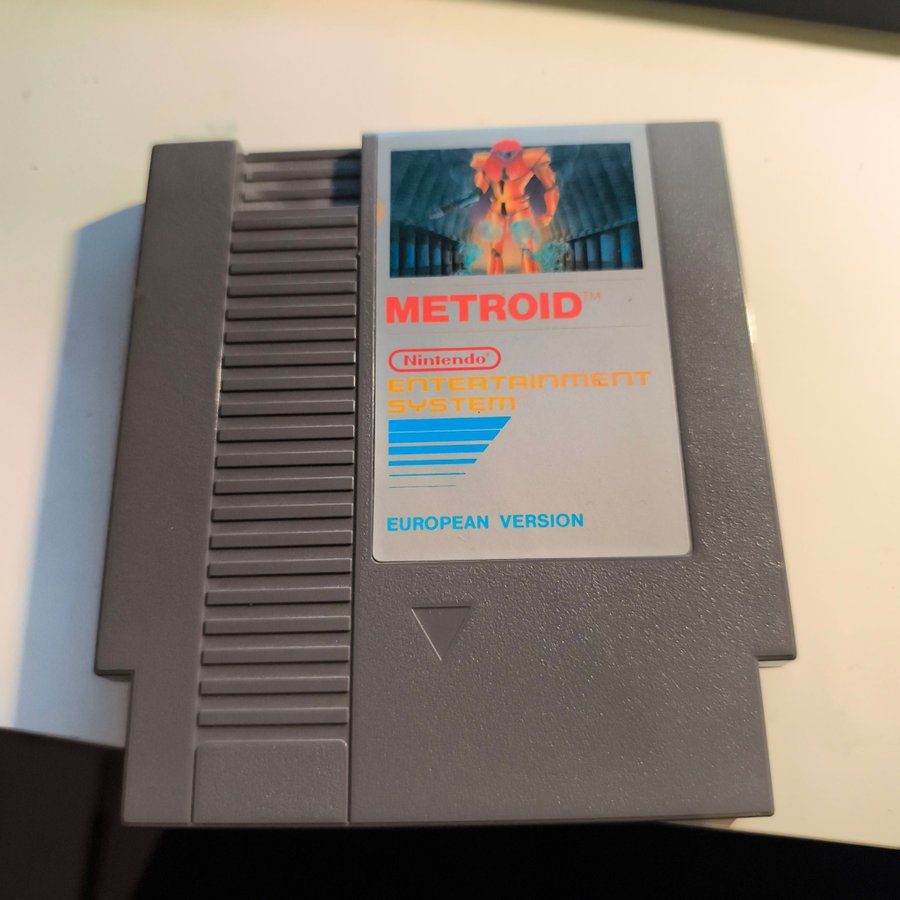 METROID™
Nintendo®
ENTERTAINMENT
SYSTEM™
EUROPEAN VERSION